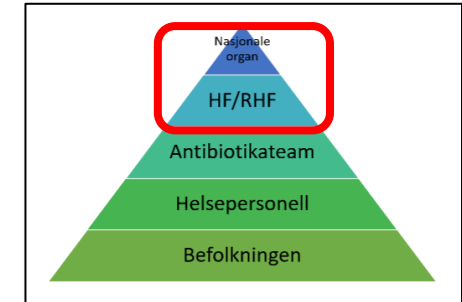 Nasjonale
organ
HF/RHF
Antibiotikateam
Helsepersonell
Befolkningen